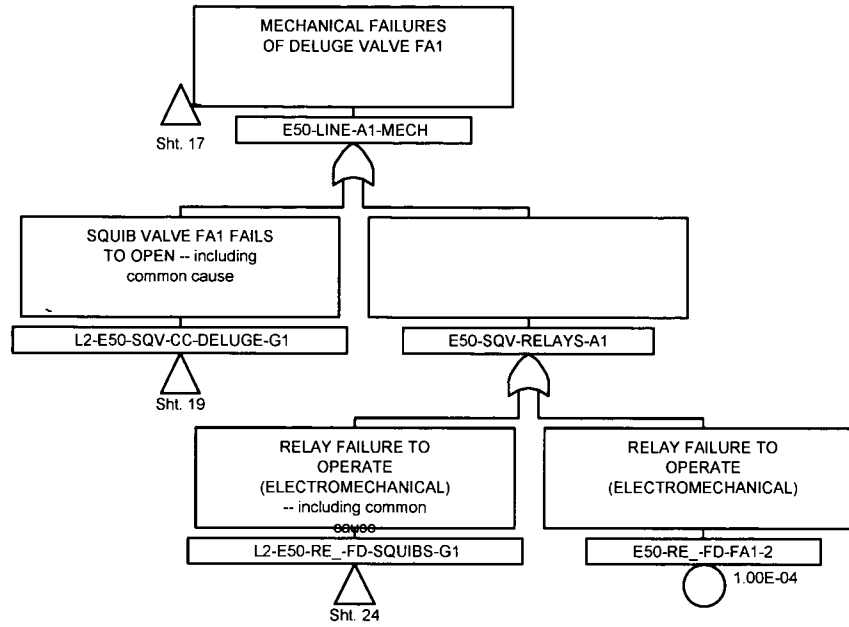 MECHANICAL FAILURES
OF DELUGE VALVE FA1
Sht. 17
E50-LINE-A1-MECH
SQUIB VALVE FA1 FAILS
TO OPEN -- including
common cause
L2-E50-SQV-CC-DELUGE-G1
Sht. 19
E50-SQV-RELAYS-A1
RELAY FAILURE TO
OPERATE
(ELECTROMECHANICAL)
-- including common
cause
L2-E50-RE_-FD-SQUIBS-G1
Sht. 24
RELAY FAILURE TO
OPERATE
(ELECTROMECHANICAL)
E50-RE_-FD-FA1-2
1.00E-04